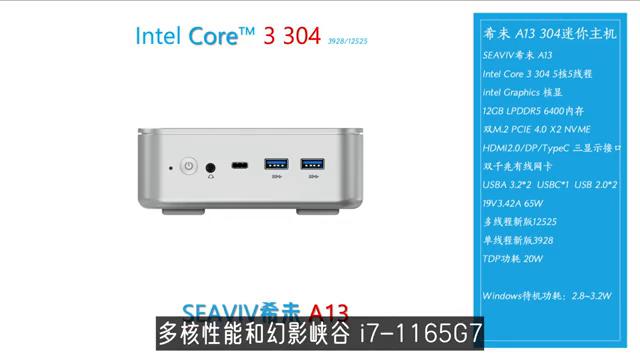 Intel Core™ 3 304 3928/12525
希未 A13 304迷你主机
SEAVIV希未 A13
Intel Core 3 304 5核5线程
intel Graphics 核显
12GB LPDDR5 6400内存
双M.2 PCIE 4.0 X2 NVME
HDMI2.0/DP/TypeC 三显示接口
双千兆有线网卡
USBA 3.2*2 USBC*1 USB 2.0*2
19V3.42A 65W
多线程新版12525
单线程新版3928
TDP功耗 20W
Windows待机功耗：2.8~3.2W
SEAVIV希未 A13
多核性能和幻影峡谷 i7-1165G7